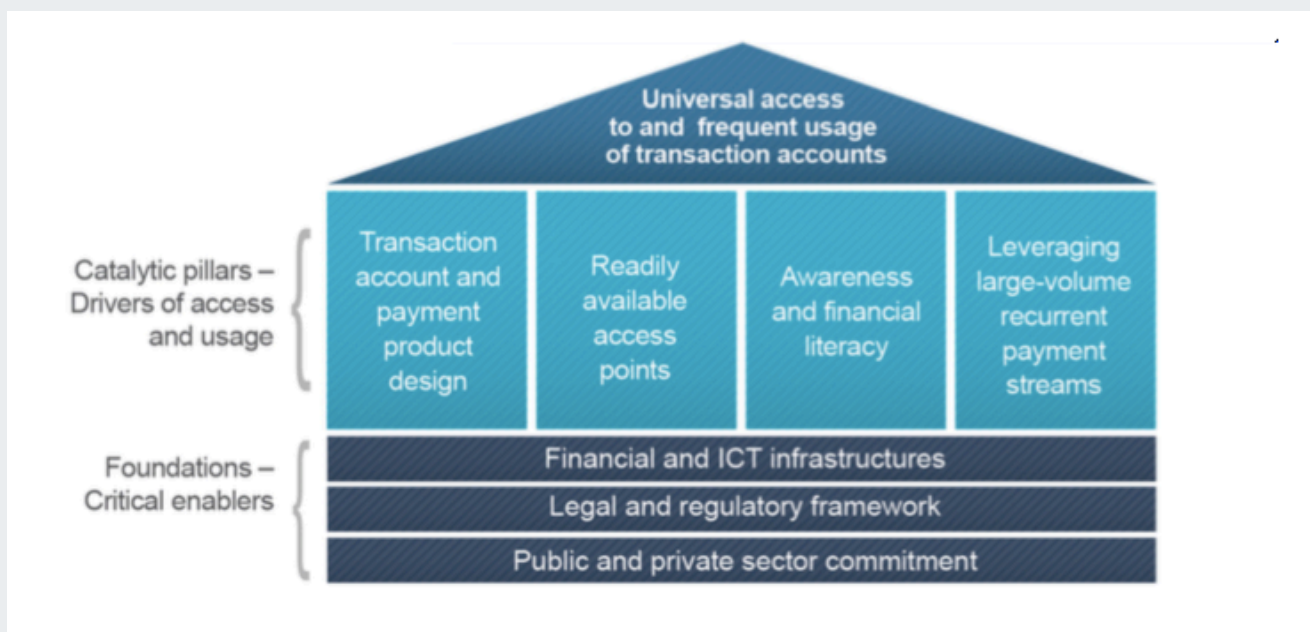 Universal access
to and frequent usage
of transaction accounts
Catalytic pillars –
Drivers of access
and usage
Transaction
account and
payment
product
design
Readily
available
access
points
Awareness
and financial
literacy
Leveraging
large-volume
recurrent
payment
streams
Foundations –
Critical enablers
Financial and ICT infrastructures
Legal and regulatory framework
Public and private sector commitment